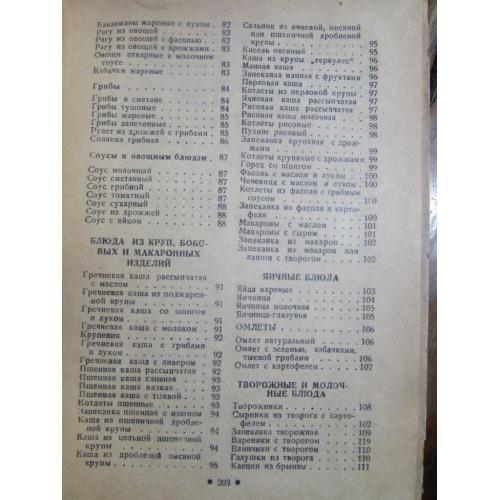 Баклажаны жареные с луком . 82
Рагу из овощей . . . . 82
Рагу из овощей с фасолью . 82
Рагу из овощей с дрожжами . 83
Овощи отварные в молочном
соусе . . . . . . 83
Кабачки жареные . . . . 83
Грибы . . . . . . 84
Грибы в сметане . . . . 84
Грибы тушоные . . . . 84
Грибы жареные . . . . 85
Грибы запеченные . . . . 84
Рулет из дрожжей с грибами . 85
Солянка грибная . . . . 86
Соусы к овощным блюдам . 87
Соус молочный . . . . 87
Соус сметанный . . . . 87
Соус грибной . . . . 87
Соус томатный . . . . 87
Соус сухарный . . . . 88
Соус из дрожжей . . . . 88
Соус с яйцом . . . . 88
БЛЮДА ИЗ КРУП, БОБО-
ВЫХ И МАКАРОННЫХ
ИЗДЕЛИЙ
Гречневая каша рассыпчатая
с маслом . . . . . 91
Гречневая каша из поджарен-
ной крупы . . . . . 91
Гречневая каша со шпигом
и луком . . . . . 91
Гречневая каша с молоком . 91
Крупеник . . . . . 92
Гречневая каша с грибами
и луком . . . . . 92
Гречневая каша с ливером . 92
Пшенная каша рассыпчатая . 92
Пшенная каша сливная . . 93
Пшенная каша вязкая . . 93
Пшенная каша с тыквой . . 93
Котлеты пшенные . . . . 93
Запеканка пшенная с изюмом . 94
Каша из пшеничной дробле-
ной крупы . . . . . 94
Каша из цельной пшеничной
крупы . . . . . . 94
Каша из дробленой овсяной
крупы . . . . . . 95
Сальник из ячневой, овсяной
или пшеничной дробленой
крупы . . . . . . 95
Кисель овсяный . . . . 95
Каша из крупы „геркулес“ . 96
Манная каша . . . . 96
Запеканка манная с фруктами . 96
Перловая каша . . . . 97
Котлеты из перловой крупы . 97
Ячневая каша рассыпчатая . 97
Рисовая каша рассыпчатая . 97
Рисовая каша молочная . . 98
Котлеты рисовые . . . . 98
Пудинг рисовый . . . . 98
Запеканка крупяная с дрож-
жами . . . . . . 99
Котлеты крупяные с дрожжами . 99
Горох со шпигом . . . . 99
Фасоль с маслом и луком . 100
Чечевица с маслом и луком . 100
Котлеты из фасоли с грибным
соусом . . . . . . 100
Запеканка из фасоли и карто-
феля . . . . . . 100
Макароны с маслом . . . 101
Макароны с сыром . . . 101
Запеканка из макарон . . 102
Запеканка из макарон или
лапши с творогом . . . 102
ЯИЧНЫЕ БЛЮДА
Яйца вареные . . . . 103
Яичница . . . . . 104
Яичница молочная . . . 105
Яичница-глазунья . . . 105
ОМЛЕТЫ . . . . . 106
Омлет натуральный . . . 106
Омлет с зеленью, кабачками,
тыквой грибами . . . 106
Омлет с картофелем . . . 107
ТВОРОЖНЫЕ И МОЛОЧ-
НЫЕ БЛЮДА
Творожники . . . . 108
Сырники из творога с карто-
фелем . . . . . . 102
Запеканка творожная . . 109
Вареники с творогом . . 110
Блинчики с творогом . . 110
Галушки из творога . . . 110
Клецки из брынзы . . . 111
• 203 •